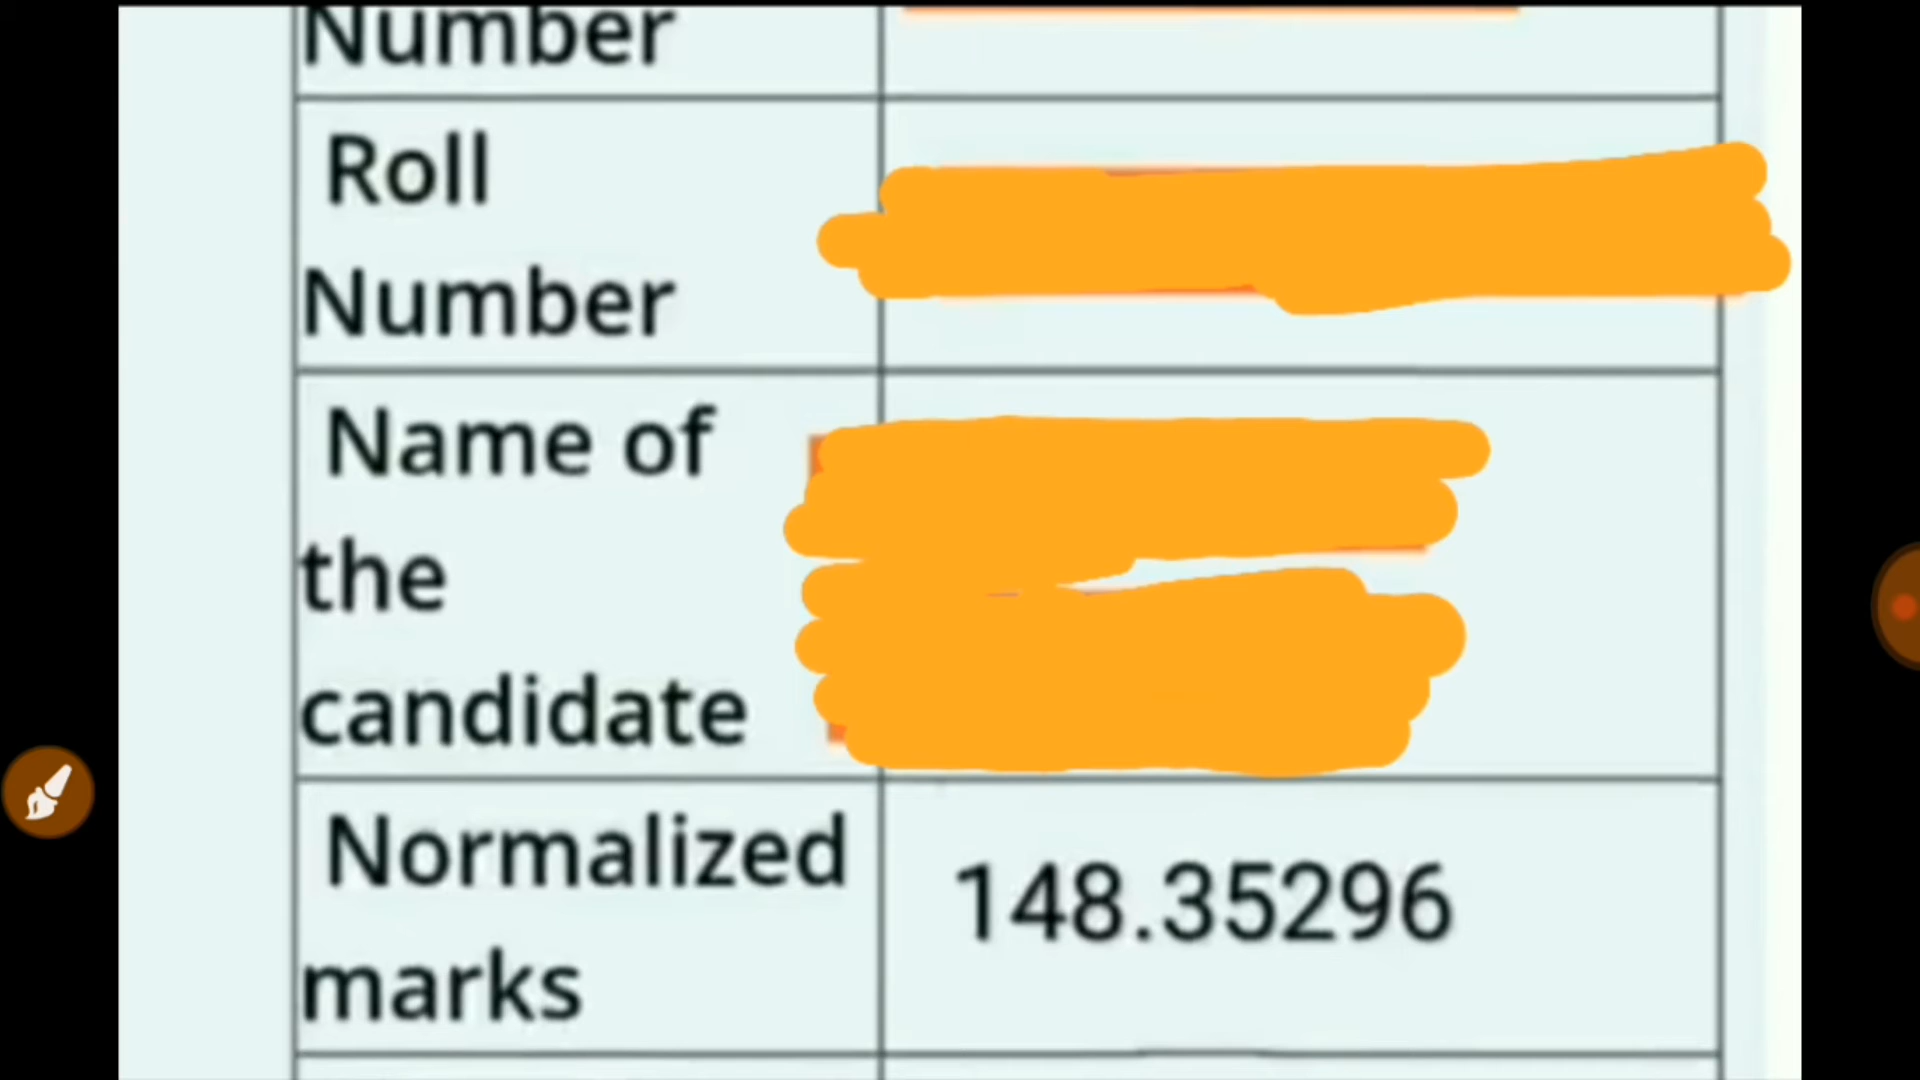 Number
Roll
Number
Name of
the
candidate
Normalized
148.35296
marks